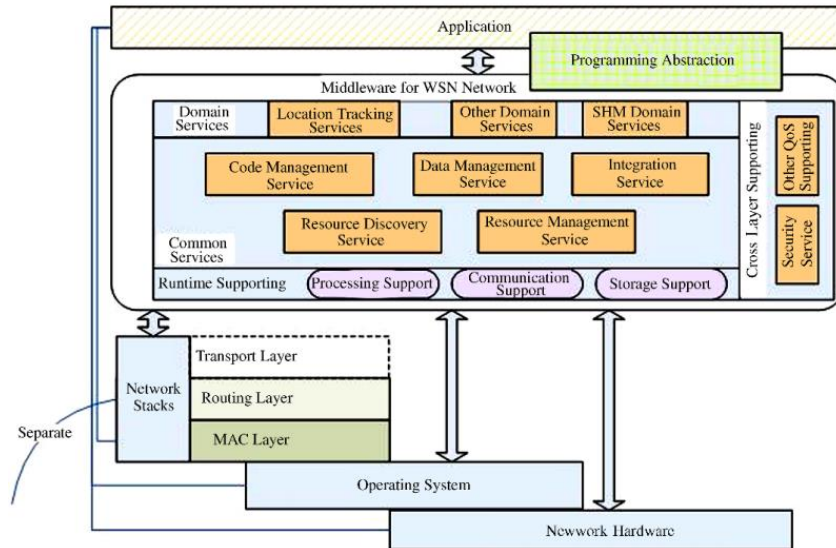 Application
Programming Abstraction
Middleware for WSN Network
Domain
Services
Location Tracking
Services
Other Domain
Services
SHM Domain
Services
Code Management
Service
Data Management
Service
Integration
Service
Resource Discovery
Service
Resource Management
Service
Common
Services
Runtime Supporting
Processing Support
Communication
Support
Storage Support
Cross Layer Supporting
Other QoS
Supporting
Security
Service
Network
Stacks
Transport Layer
Routing Layer
MAC Layer
Separate
Operating System
Newwork Hardware